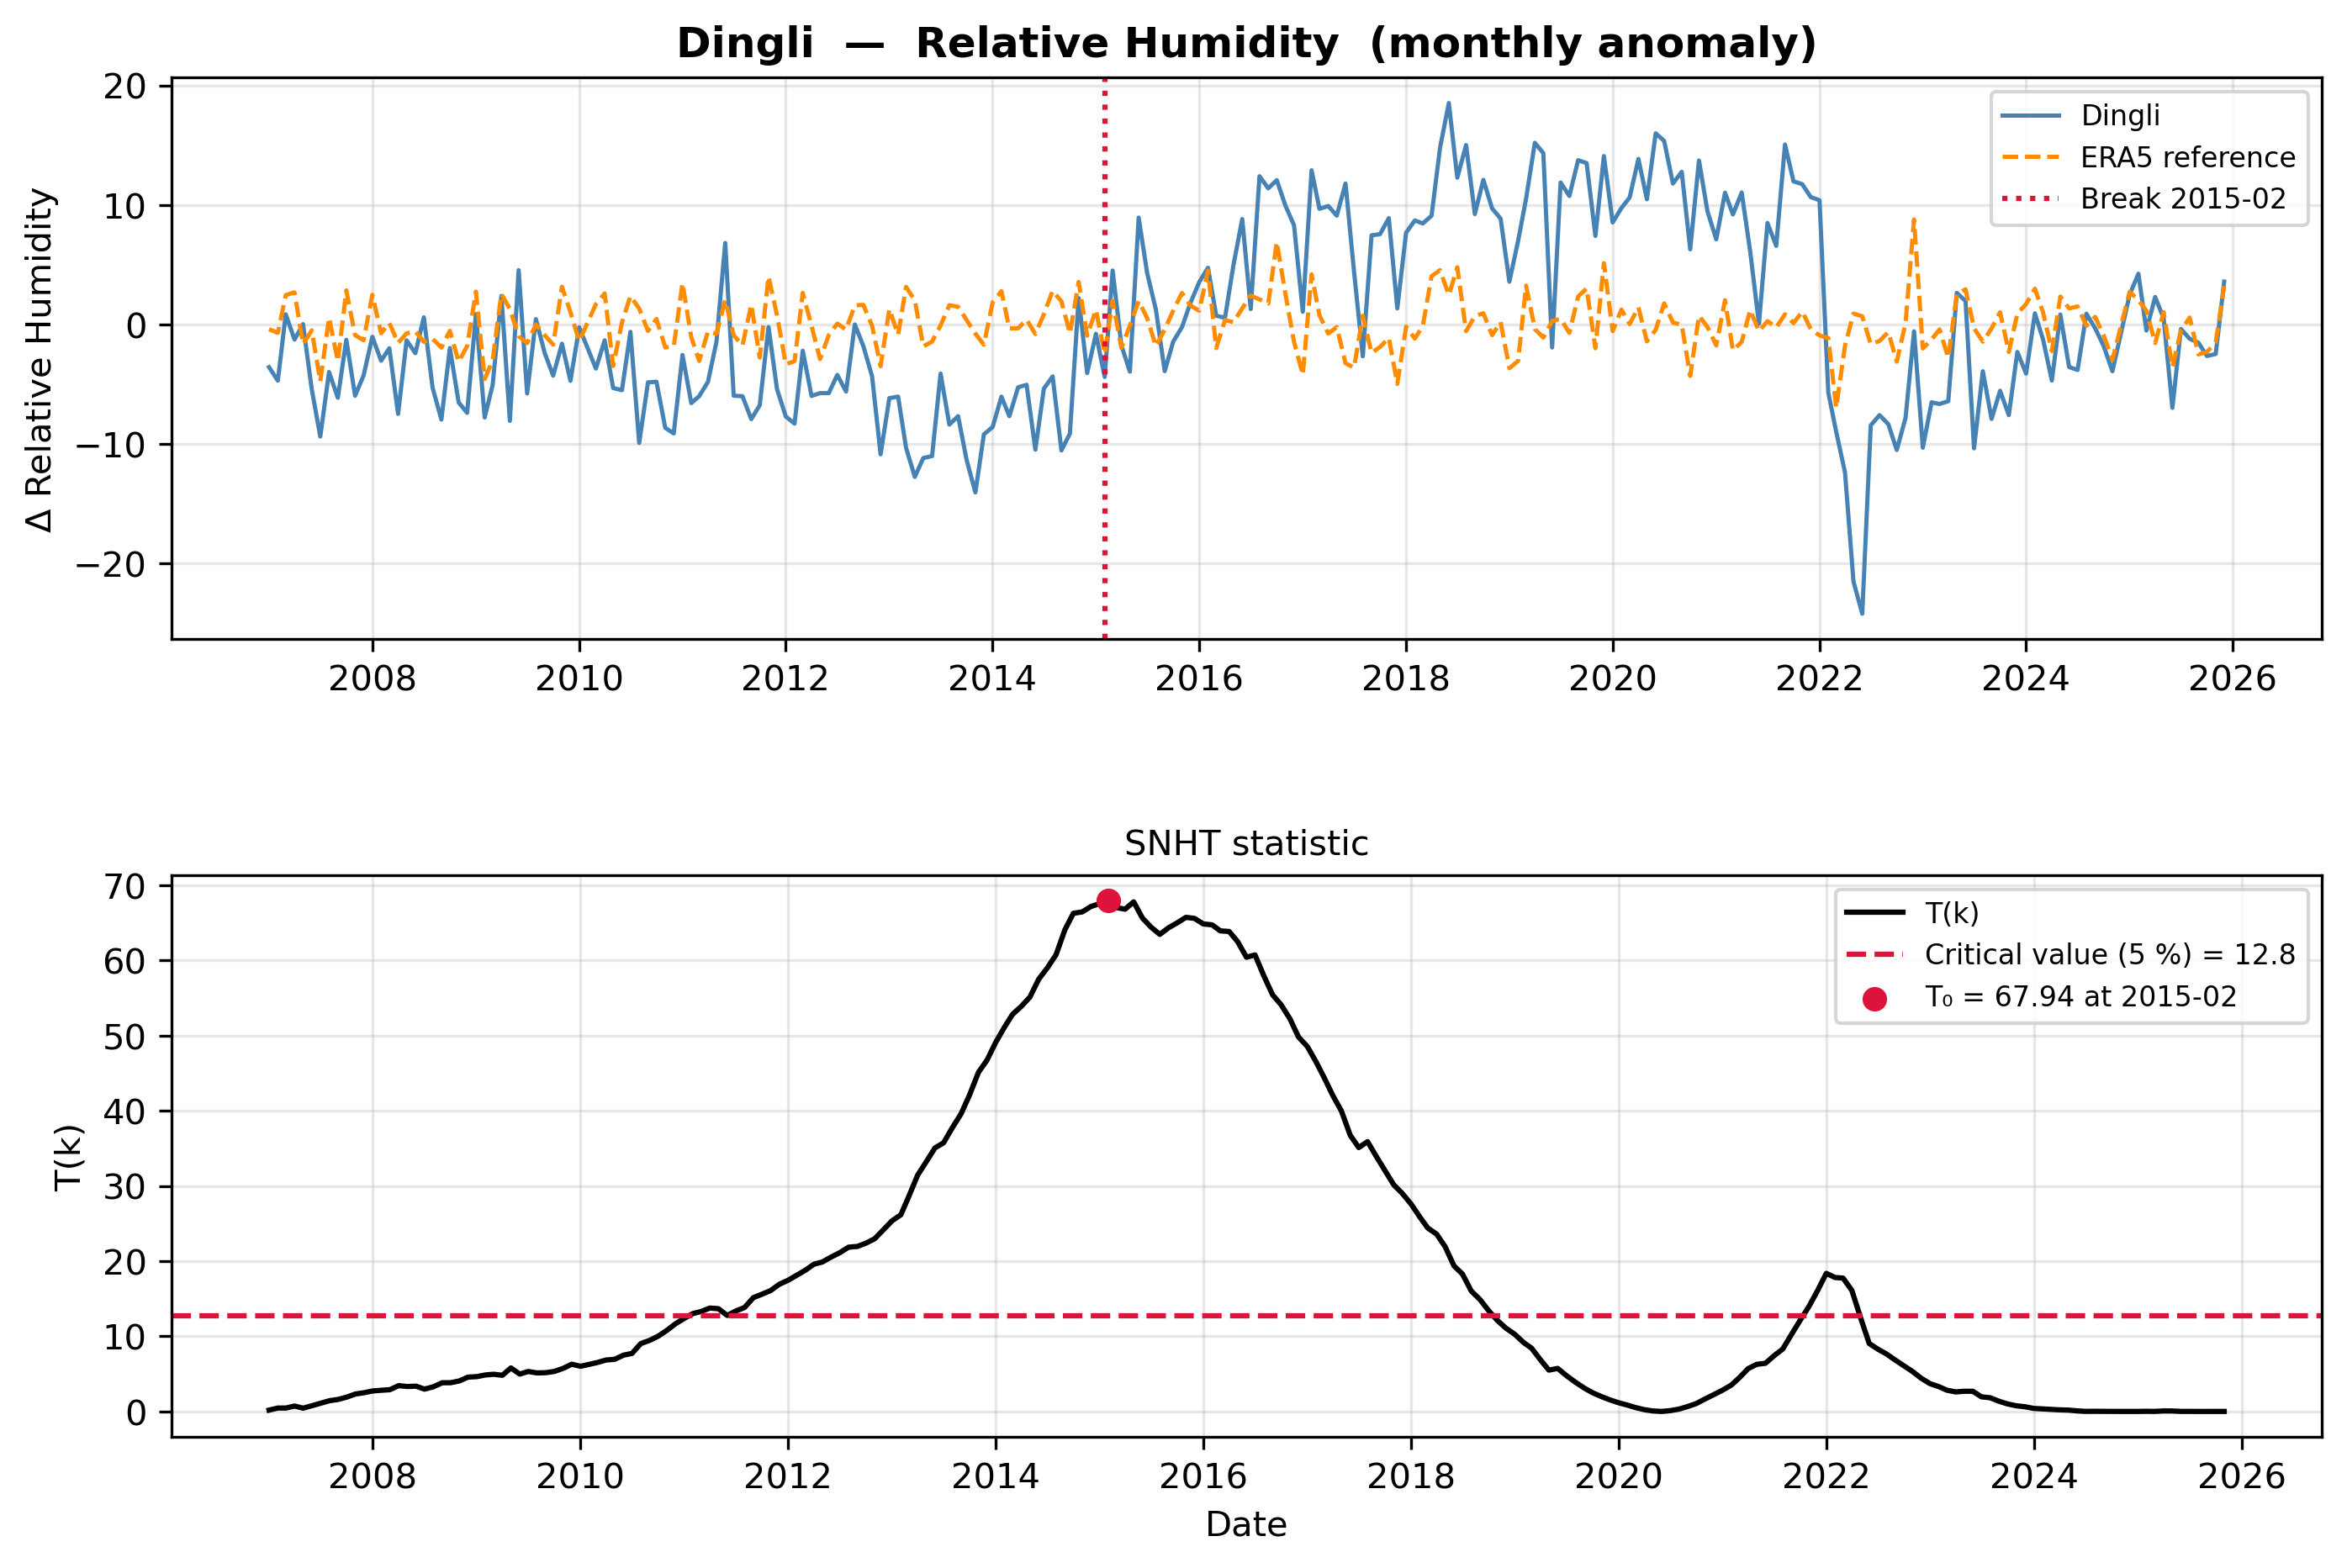 Dingli — Relative Humidity (monthly anomaly)
Δ Relative Humidity
20
10
0
−10
−20
Dingli
ERA5 reference
Break 2015-02
2008 2010 2012 2014 2016 2018 2020 2022 2024 2026
SNHT statistic
T(k)
70
60
50
40
30
20
10
0
T(k)
Critical value (5 %) = 12.8
T₀ = 67.94 at 2015-02
2008 2010 2012 2014 2016 2018 2020 2022 2024 2026
Date